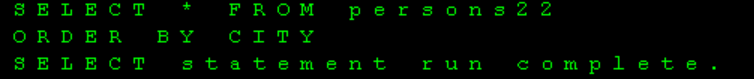 SELECT * FROM persons22
ORDER BY CITY
SELECT statement run complete.